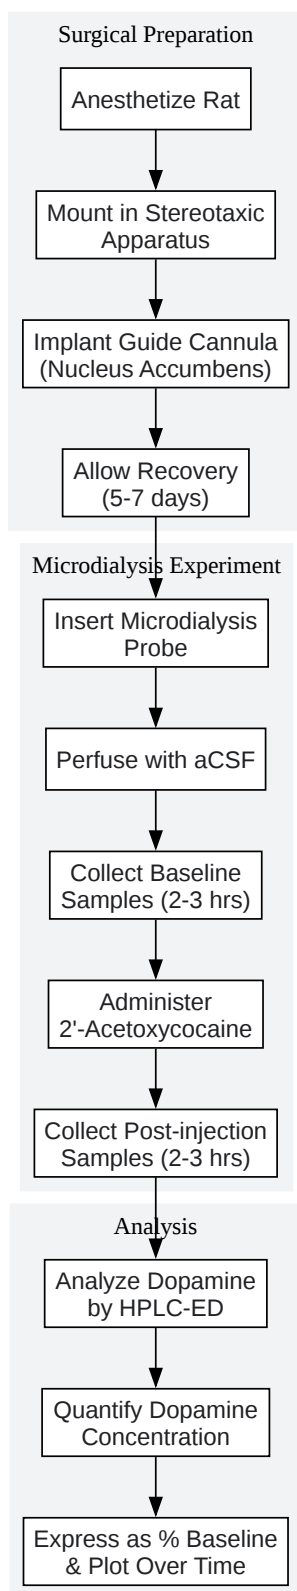 Surgical Preparation
Anesthetize Rat
Mount in Stereotaxic
Apparatus
Implant Guide Cannula
(Nucleus Accumbens)
Allow Recovery
(5-7 days)
Microdialysis Experiment
Insert Microdialysis
Probe
Perfuse with aCSF
Collect Baseline
Samples (2-3 hrs)
Administer
2'-Acetoxycocaine
Collect Post-injection
Samples (2-3 hrs)
Analysis
Analyze Dopamine
by HPLC-ED
Quantify Dopamine
Concentration
Express as % Baseline
& Plot Over Time